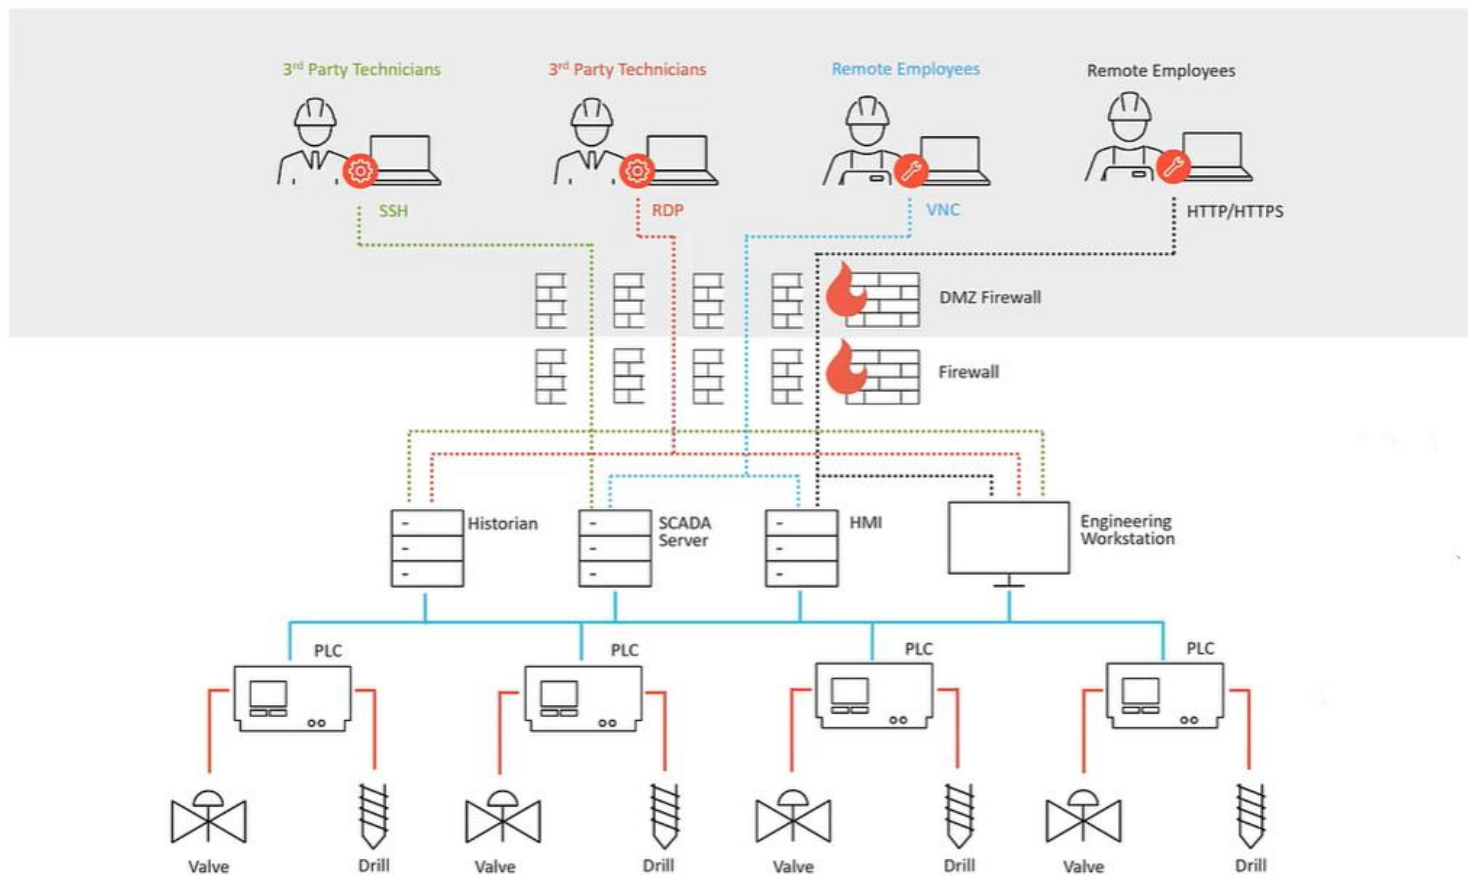 3rd Party Technicians
3rd Party Technicians
Remote Employees
Remote Employees
SSH
RDP
VNC
HTTP/HTTPS
DMZ Firewall
Firewall
Historian
SCADA
Server
HMI
Engineering
Workstation
PLC
PLC
PLC
PLC
Valve
Drill
Valve
Drill
Valve
Drill
Valve
Drill